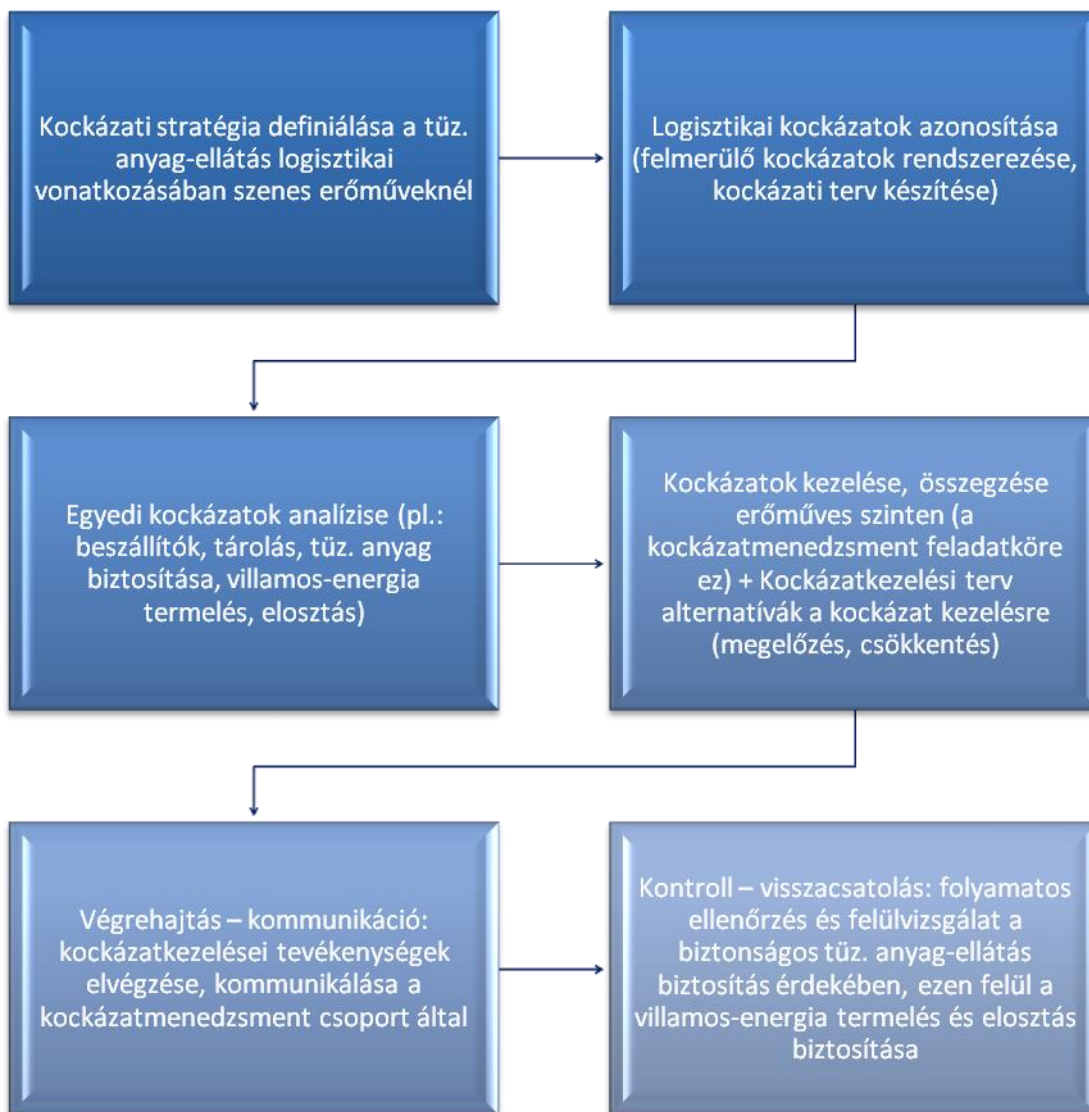 Kockázati stratégia definiálása a tüz.
anyag-ellátás logisztikai
vonatkozásában szenes erőműveknél
Logisztikai kockázatok azonosítása
(felmerülő kockázatok rendszerezése,
kockázati terv készítése)
Egyedi kockázatok analízise (pl.:
beszállítók, tárolás, tüz. anyag
biztosítása, villamos-energia
termelés, elosztás)
Kockázatok kezelése, összegzése
erőműves szinten (a
kockázatmenedzsment feladatköre
ez) + Kockázatkezelési terv
alternatívák a kockázat kezelésre
(megelőzés, csökkentés)
Végrehajtás – kommunikáció:
kockázatkezelései tevékenységek
elvégzése, kommunikálása a
kockázatmenedzsment csoport által
Kontroll – visszacsatolás: folyamatos
ellenőrzés és felülvizsgálat a
biztonságos tüz. anyag-ellátás
biztosítás érdekében, ezen felül a
villamos-energia termelés és elosztás
biztosítása